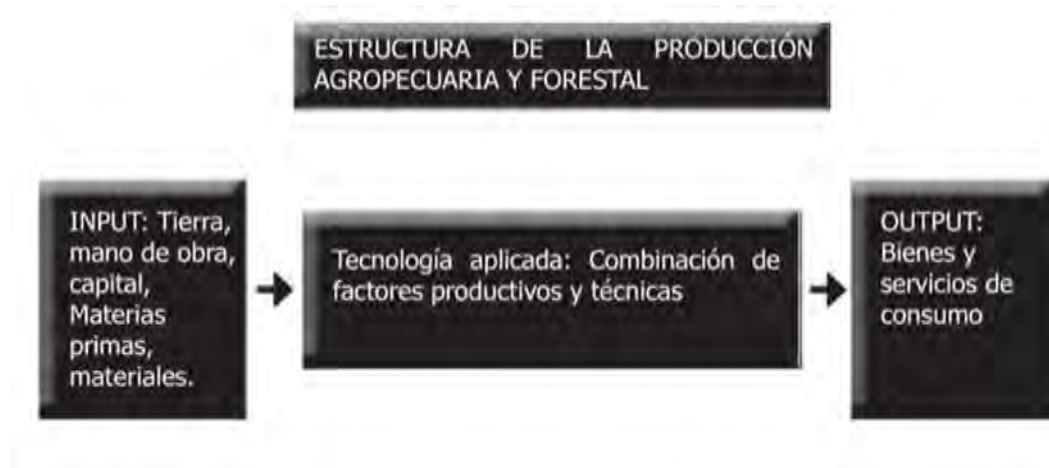 ESTRUCTURA DE LA PRODUCCIÓN
AGROPECUARIA Y FORESTAL
INPUT: Tierra,
mano de obra,
capital,
Materias
primas,
materiales.
Tecnología aplicada: Combinación de
factores productivos y técnicas
OUTPUT:
Bienes y
servicios de
consumo